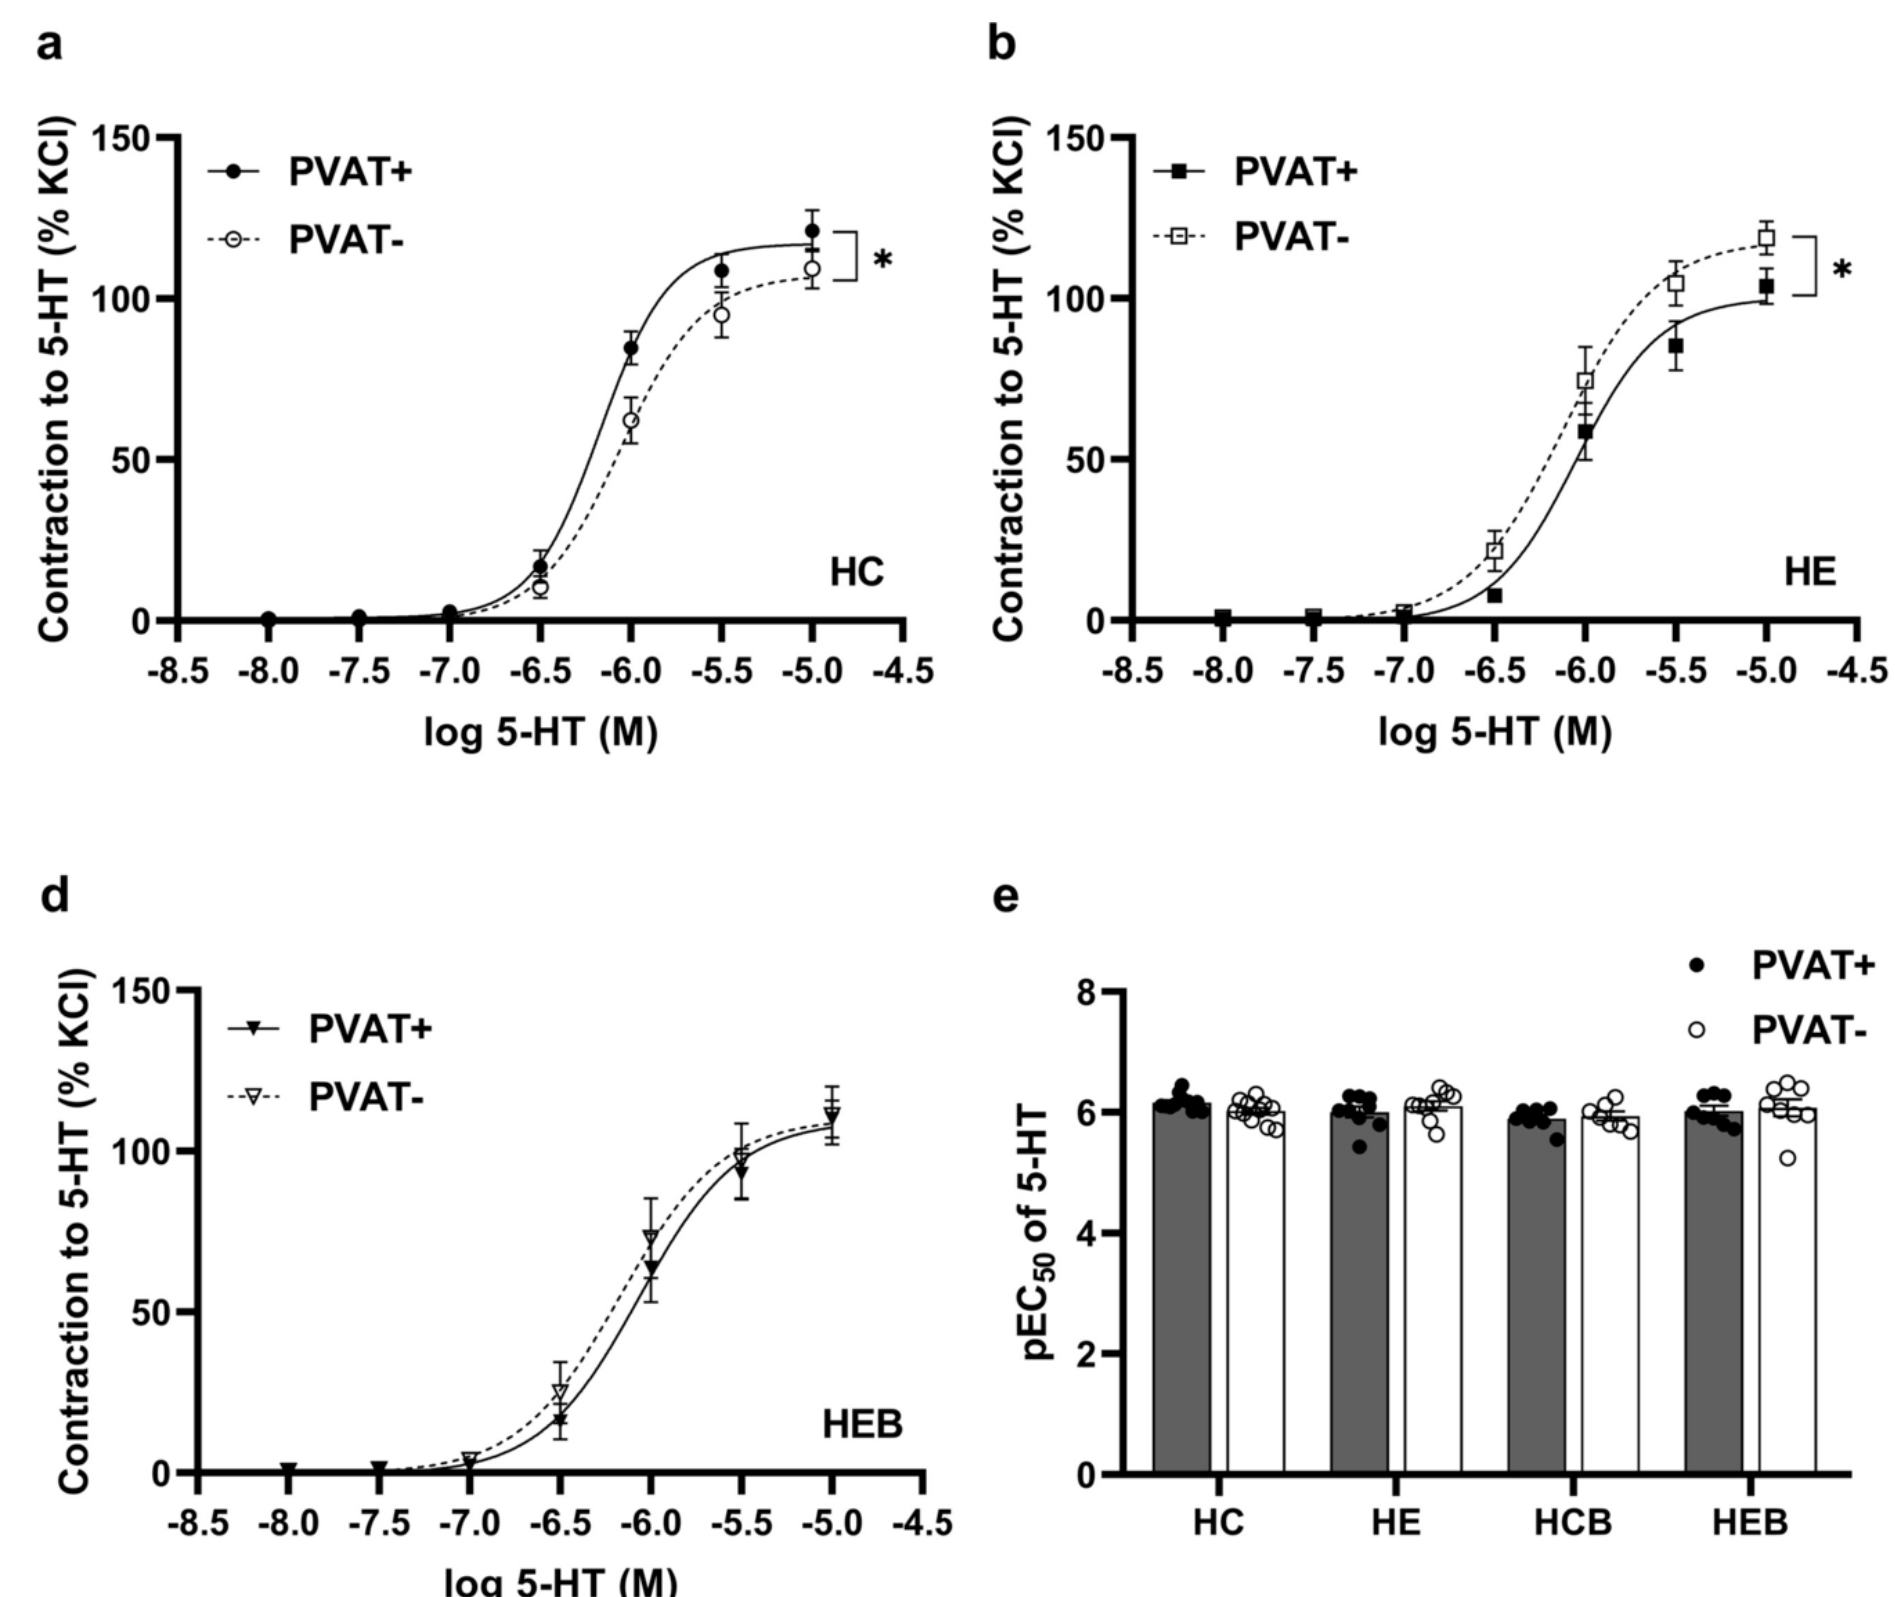 a
Contraction to 5-HT (% KCl)
150
100
50
0
PVAT+
PVAT-
*
HC
-8.5 -8.0 -7.5 -7.0 -6.5 -6.0 -5.5 -5.0 -4.5
log 5-HT (M)
b
Contraction to 5-HT (% KCl)
150
100
50
0
PVAT+
PVAT-
*
HE
-8.5 -8.0 -7.5 -7.0 -6.5 -6.0 -5.5 -5.0 -4.5
log 5-HT (M)
d
Contraction to 5-HT (% KCl)
150
100
50
0
PVAT+
PVAT-
HEB
-8.5 -8.0 -7.5 -7.0 -6.5 -6.0 -5.5 -5.0 -4.5
log 5-HT (M)
e
pEC50 of 5-HT
8
6
4
2
0
PVAT+
PVAT-
HC HE HCB HEB